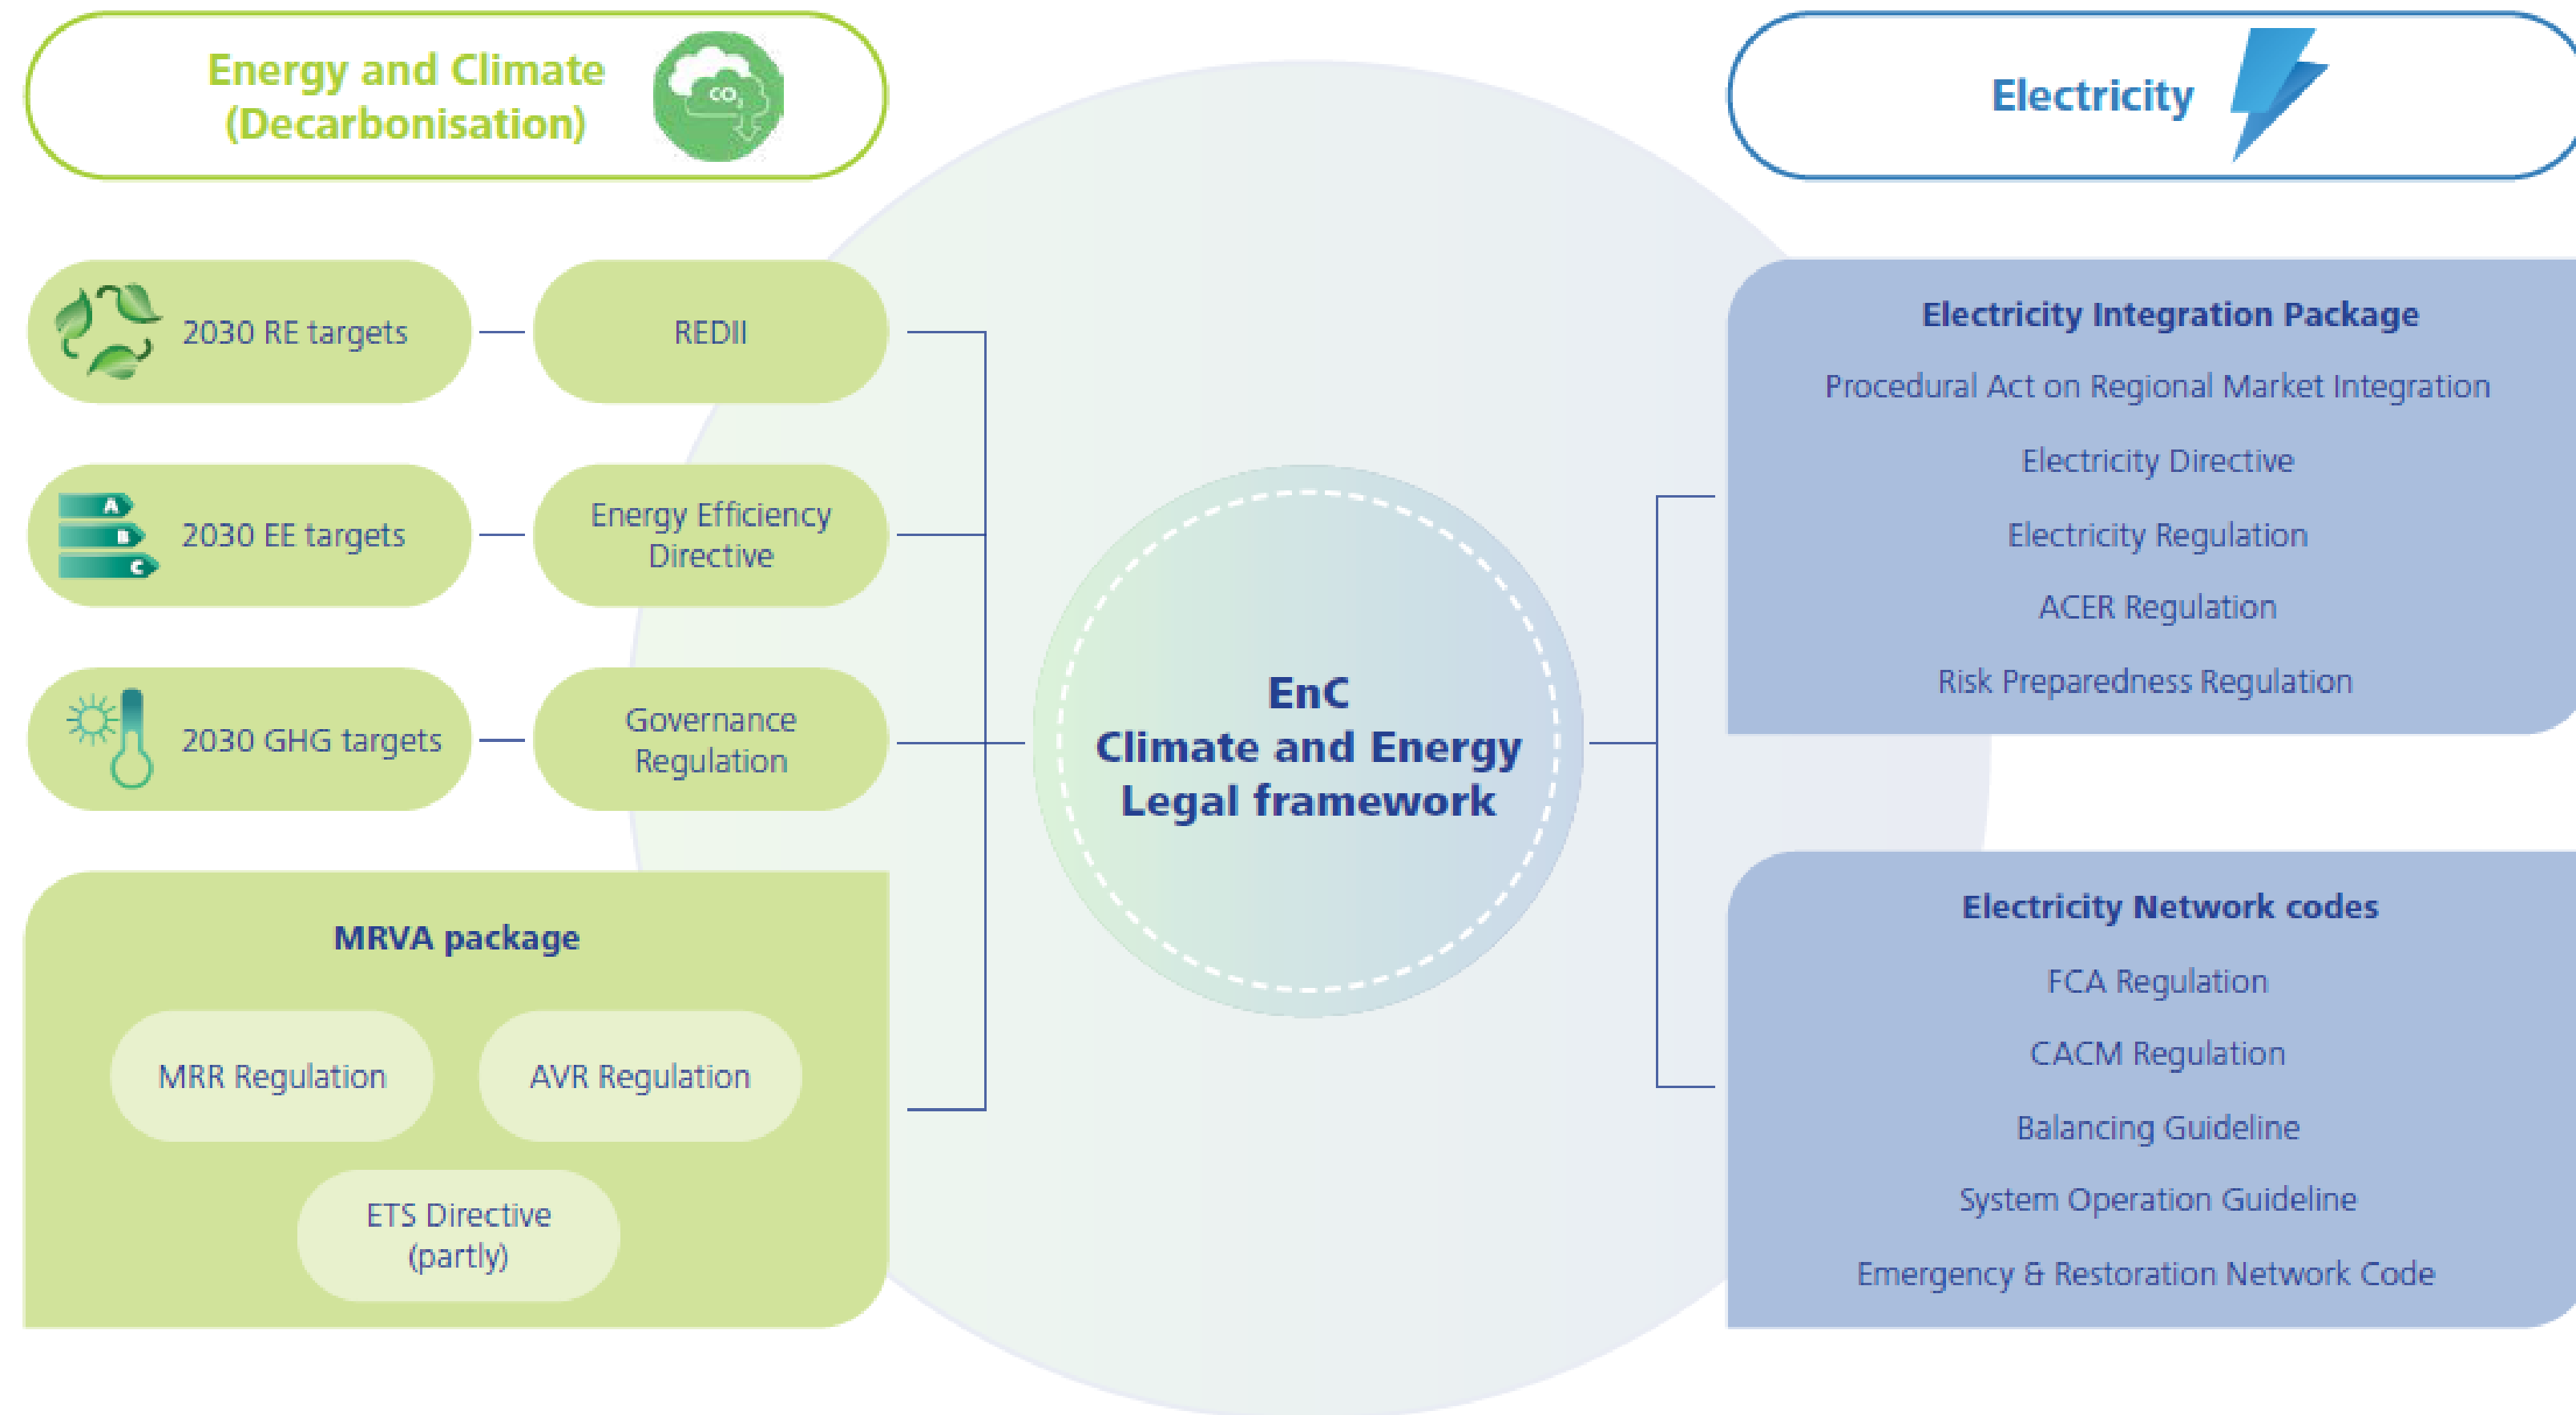 Energy and Climate
(Decarbonisation)
CO2
Electricity
2030 RE targets
REDII
A
B
C
2030 EE targets
Energy Efficiency
Directive
2030 GHG targets
Governance
Regulation
MRVA package
MRR Regulation
AVR Regulation
ETS Directive
(partly)
EnC
Climate and Energy
Legal framework
Electricity Integration Package
Procedural Act on Regional Market Integration
Electricity Directive
Electricity Regulation
ACER Regulation
Risk Preparedness Regulation
Electricity Network codes
FCA Regulation
CACM Regulation
Balancing Guideline
System Operation Guideline
Emergency & Restoration Network Code